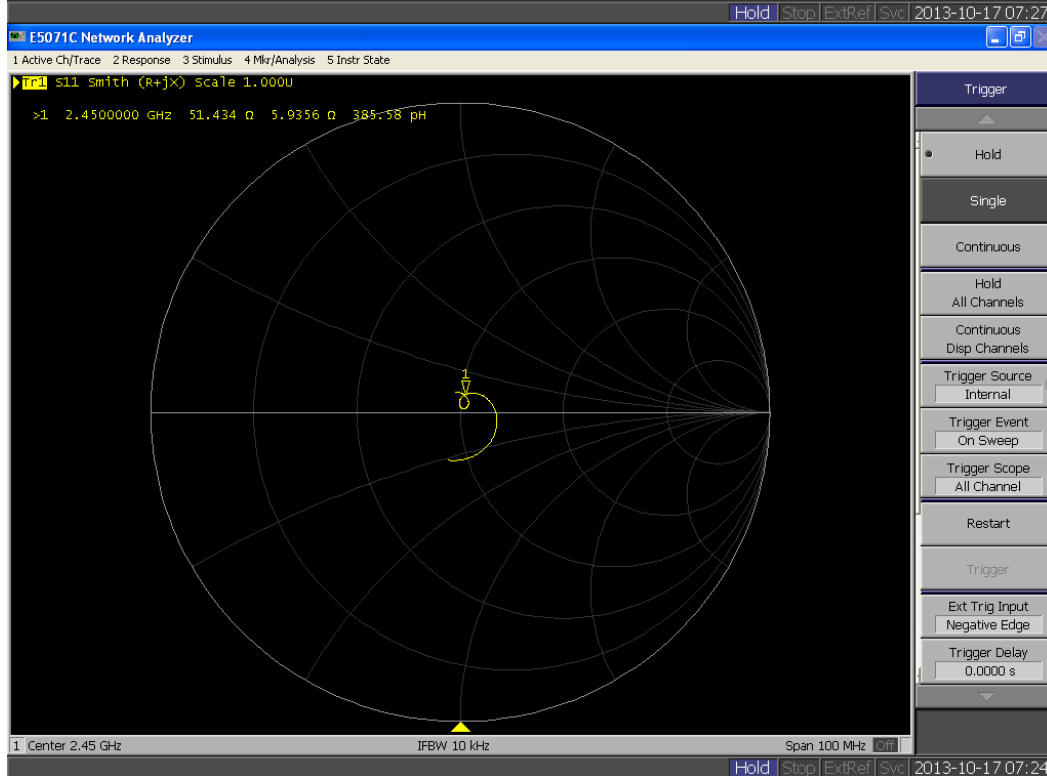 Hold Stop ExtRef Svc 2013-10-17 07:27
E5071C Network Analyzer
1 Active Ch/Trace 2 Response 3 Stimulus 4 Mkr/Analysis 5 Instr State
Tr1 S11 Smith (R+jX) Scale 1.000U
>1 2.4500000 GHz 51.434 Ω 5.9356 Ω 385.58 pH
1
Trigger
Hold
Single
Continuous
Hold
All Channels
Continuous
Disp Channels
Trigger Source
Internal
Trigger Event
On Sweep
Trigger Scope
All Channel
Restart
Trigger
Ext Trig Input
Negative Edge
Trigger Delay
0.0000 s
1 Center 2.45 GHz IFBW 10 kHz Span 100 MHz Off
Hold Stop ExtRef Svc 2013-10-17 07:24